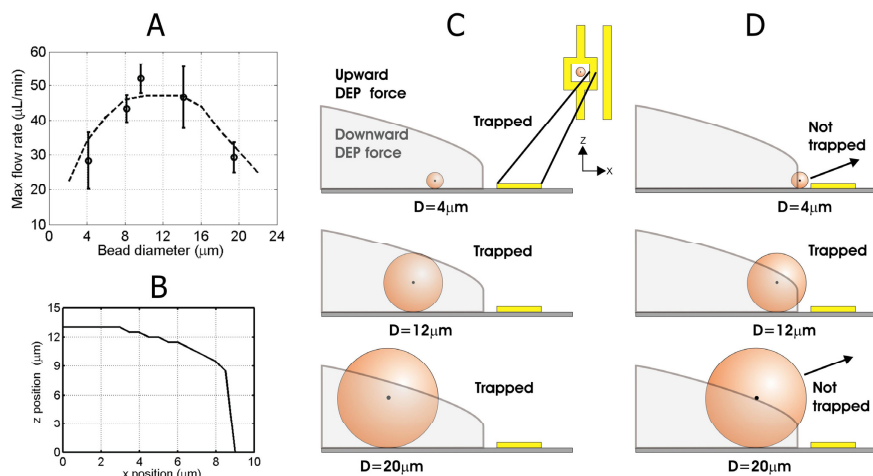 A
60
50
40
30
20
10
0
4
8
12
16
20
24
Max flow rate (μL/min)
Bead diameter (μm)
B
15
12
9
6
3
0
0
2
4
6
8
10
z position (μm)
x position (μm)
C
Upward
DEP force
Downward
DEP force
Trapped
z
x
D=4μm
Trapped
D=12μm
Trapped
D=20μm
D
Not
trapped
D=4μm
Trapped
D=12μm
Not
trapped
D=20μm